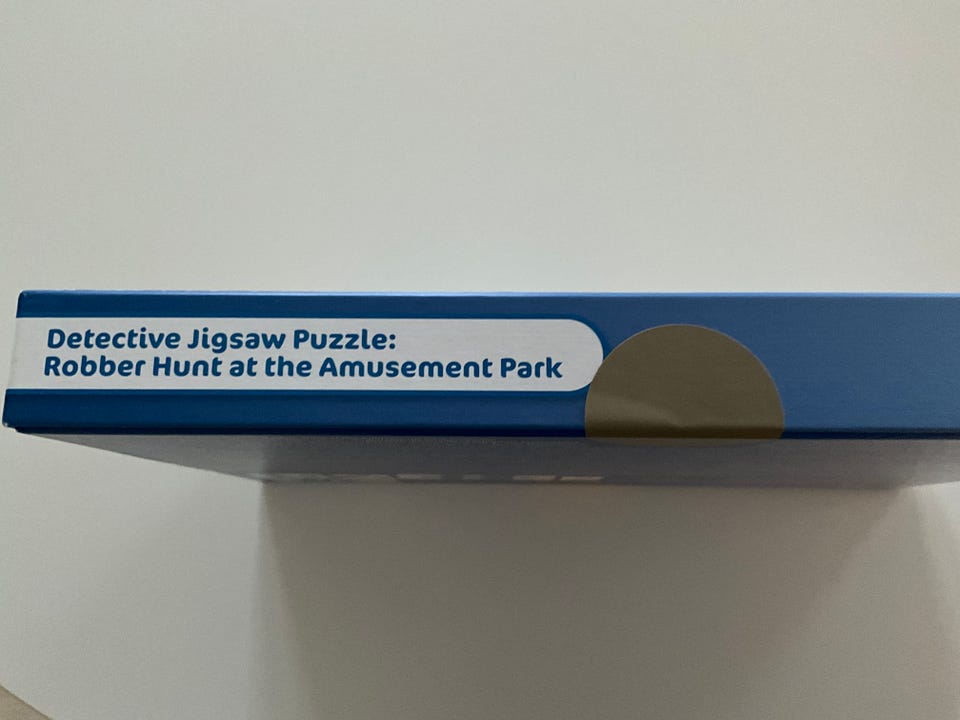 Detective Jigsaw Puzzle:
Robber Hunt at the Amusement Park